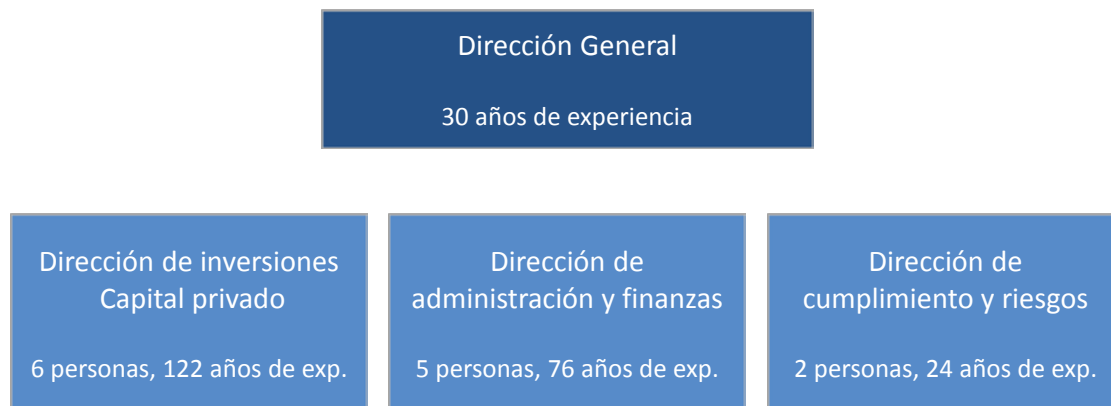 Dirección General
30 años de experiencia
Dirección de inversiones
Capital privado
6 personas, 122 años de exp.
Dirección de
administración y finanzas
5 personas, 76 años de exp.
Dirección de
cumplimiento y riesgos
2 personas, 24 años de exp.